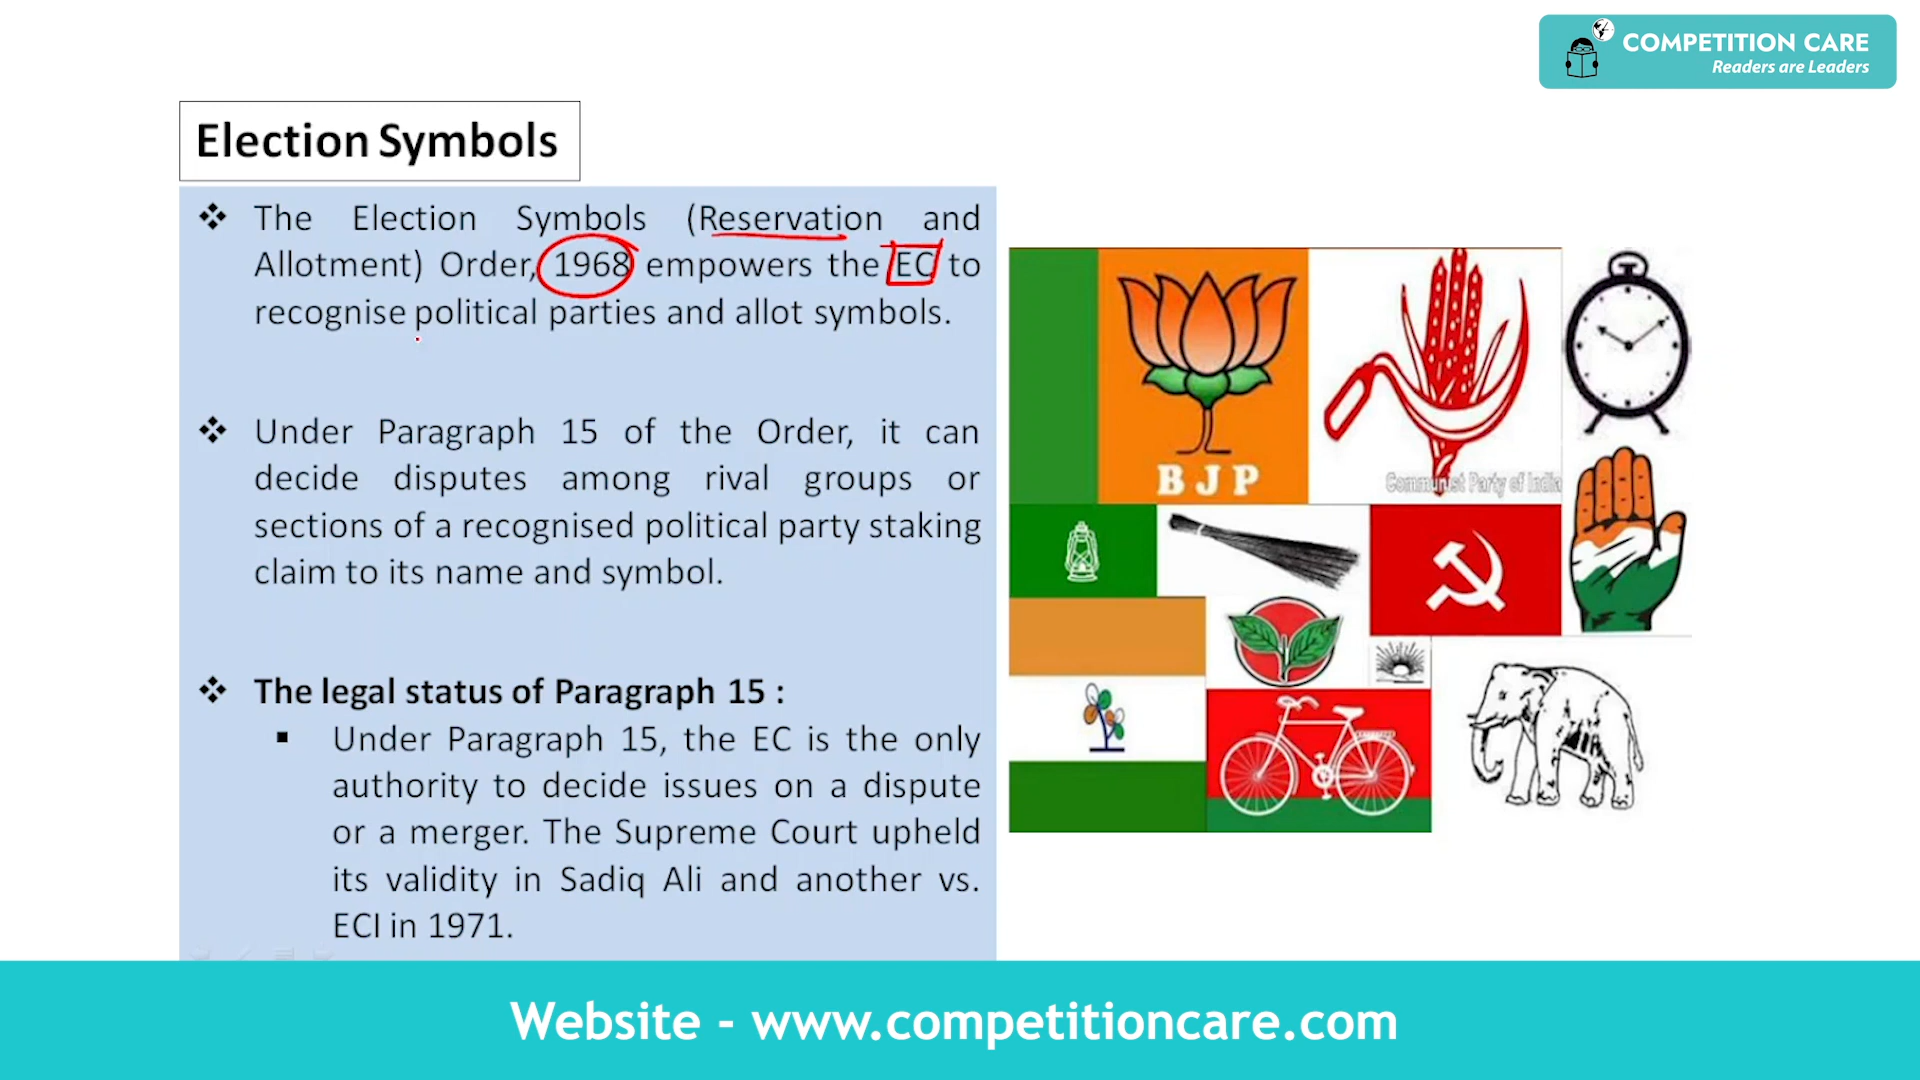 COMPETITION CARE
Readers are Leaders
Election Symbols
The Election Symbols (Reservation and
Allotment) Order, 1968 empowers the EC to
recognise political parties and allot symbols.
Under Paragraph 15 of the Order, it can
decide disputes among rival groups or
sections of a recognised political party staking
claim to its name and symbol.
The legal status of Paragraph 15 :
Under Paragraph 15, the EC is the only
authority to decide issues on a dispute
or a merger. The Supreme Court upheld
its validity in Sadiq Ali and another vs.
ECI in 1971.
BJP
Communist Party of India
Website - www.competitioncare.com